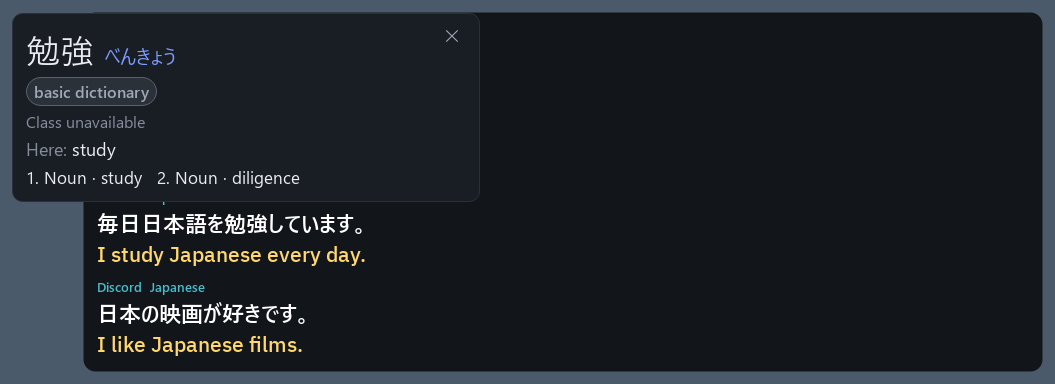 勉強 べんきょう
basic dictionary
Class unavailable
Here: study
1. Noun · study 2. Noun · diligence
毎日日本語を勉強しています。
I study Japanese every day.
Discord Japanese
日本の映画が好きです。
I like Japanese films.